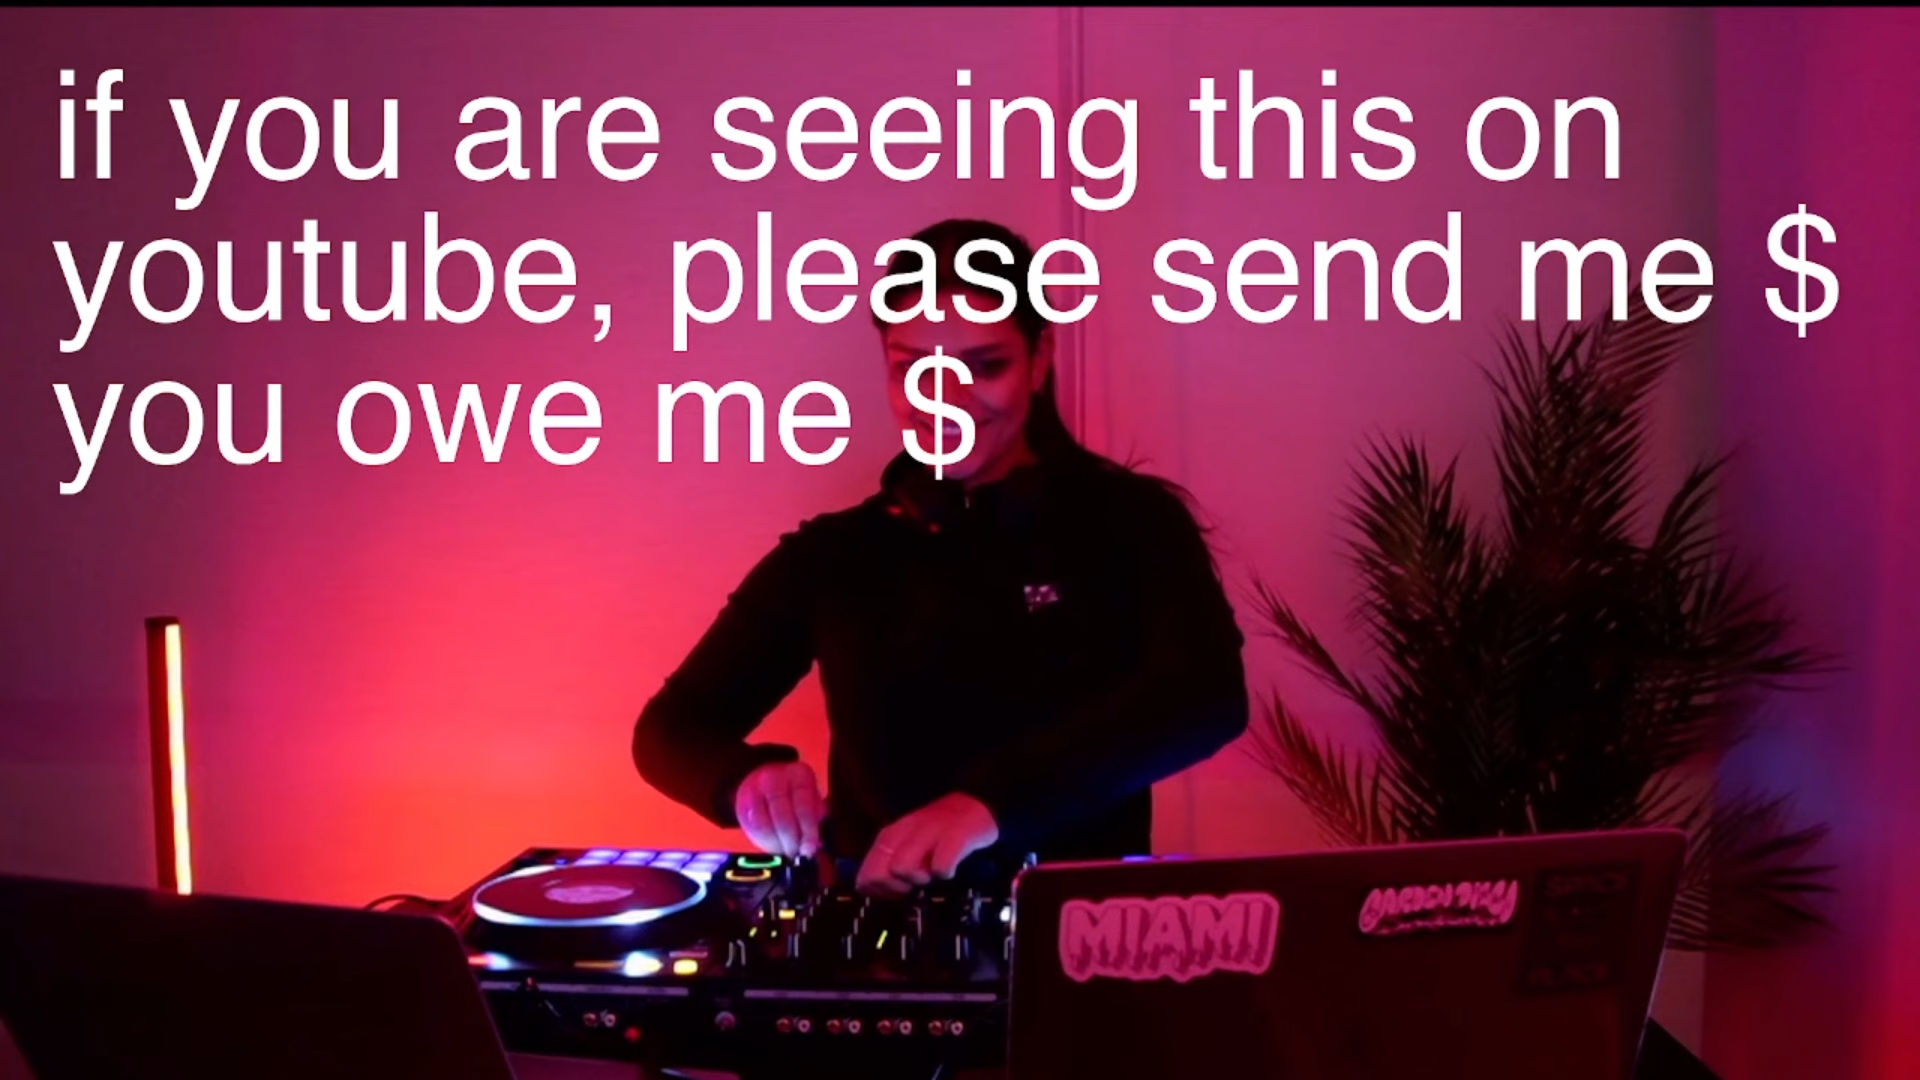 if you are seeing this on
youtube, please send me $
you owe me $
MIAMI